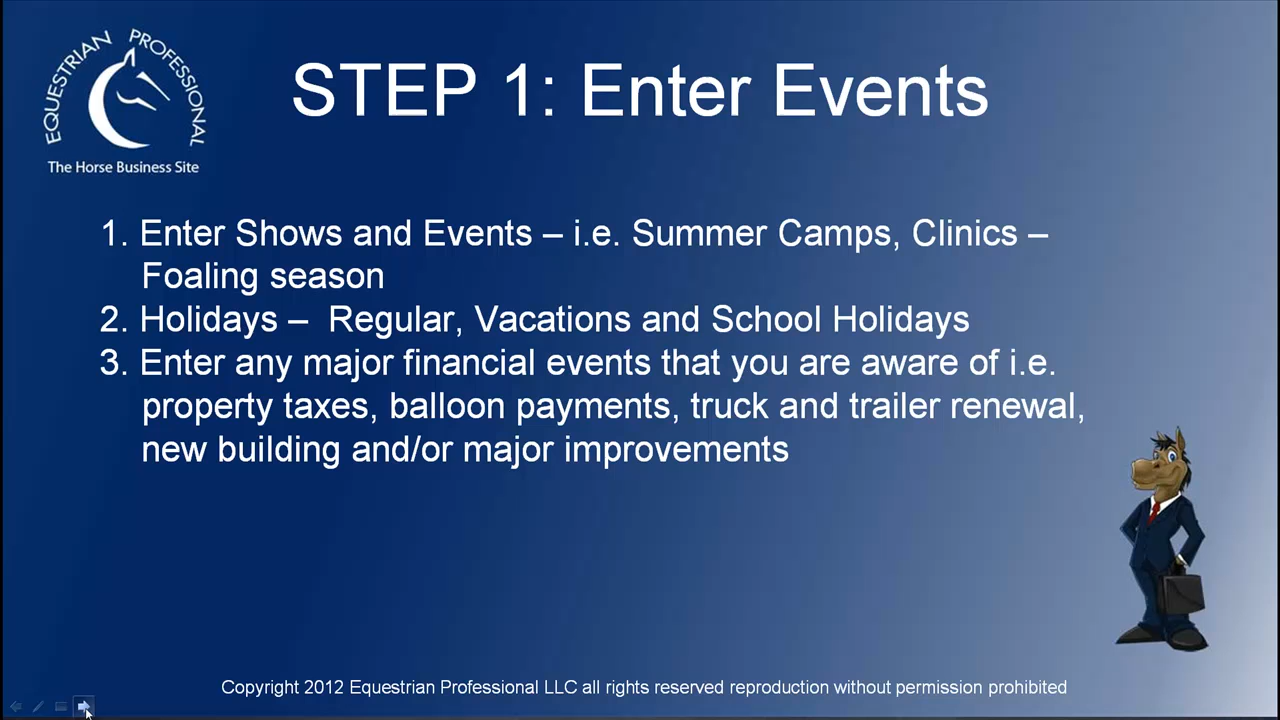 EQUESTRIAN PROFESSIONAL
The Horse Business Site
STEP 1: Enter Events
1. Enter Shows and Events – i.e. Summer Camps, Clinics –
Foaling season
2. Holidays –  Regular, Vacations and School Holidays
3. Enter any major financial events that you are aware of i.e.
property taxes, balloon payments, truck and trailer renewal,
new building and/or major improvements
Copyright 2012 Equestrian Professional LLC all rights reserved reproduction without permission prohibited